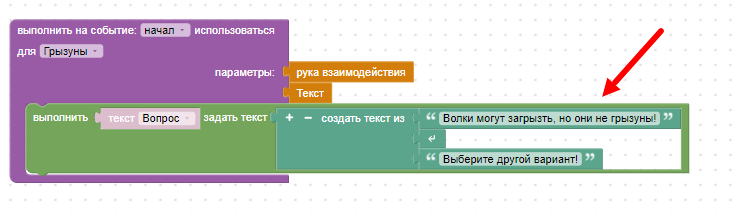 выполнить на событие: начал использоваться
для Грызуны
параметры: рука взаимодействия
Текст
выполнить текст Вопрос задать текст + − создать текст из “ Волки могут загрызть, но они не грызуны! ”
↵
“ Выберите другой вариант! ”